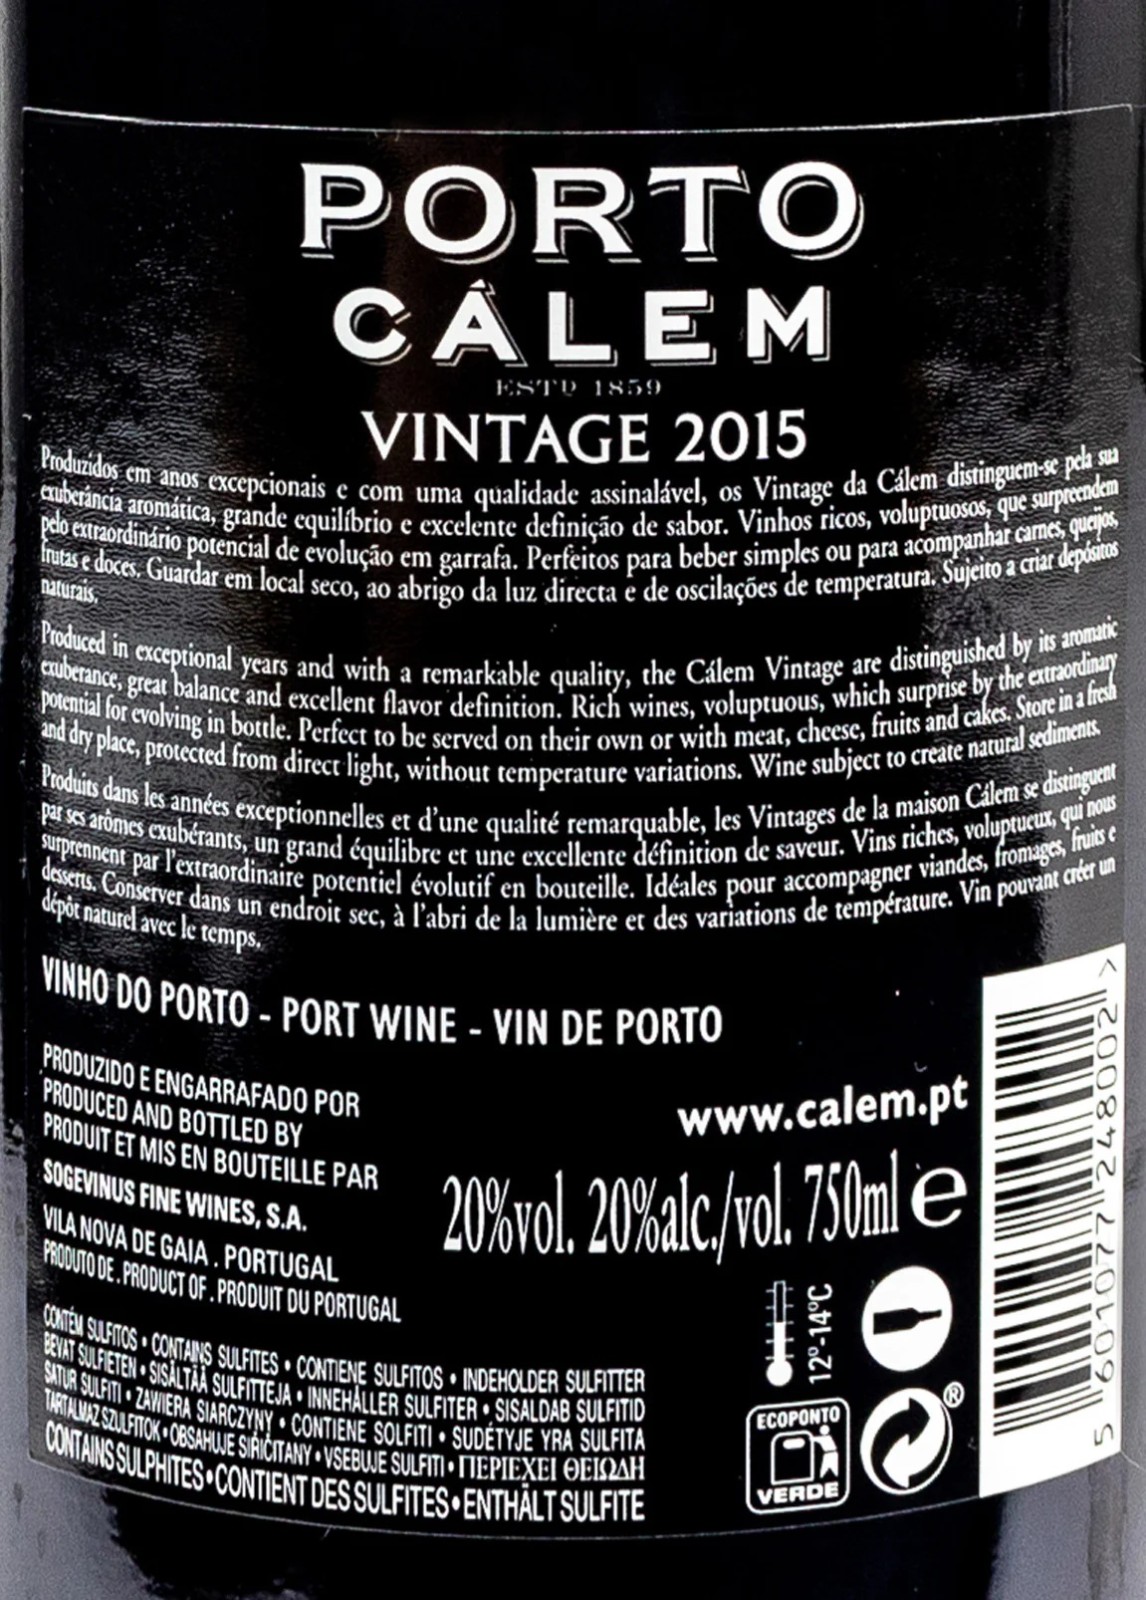 PORTO
CÁLEM
ESTD 1859
VINTAGE 2015
Produzidos em anos excepcionais e com uma qualidade assinalável, os Vintage da Cálem distinguem-se pela sua
exuberância aromática, grande equilíbrio e excelente definição de sabor. Vinhos ricos, voluptuosos, que surpreendem
pelo extraordinário potencial de evolução em garrafa. Perfeitos para beber simples ou para acompanhar carnes, queijos,
frutas e doces. Guardar em local seco, ao abrigo da luz directa e de oscilações de temperatura. Sujeito a criar depósitos
naturais.
Produced in exceptional years and with a remarkable quality, the Cálem Vintage are distinguished by its aromatic
exuberance, great balance and excellent flavor definition. Rich wines, voluptuous, which surprise by the extraordinary
potential for evolving in bottle. Perfect to be served on their own or with meat, cheese, fruits and cakes. Store in a fresh
and dry place, protected from direct light, without temperature variations. Wine subject to create natural sediments.
Produits dans les années exceptionnelles et d'une qualité remarquable, les Vintages de la maison Cálem se distinguent
par ses arômes exubérants, un grand équilibre et une excellente définition de saveur. Vins riches, voluptueux, qui nous
surprennent par l'extraordinaire potentiel évolutif en bouteille. Idéales pour accompagner viandes, fromages, fruits e
desserts. Conserver dans un endroit sec, à l'abri de la lumière et des variations de température. Vin pouvant créer un
dépôt naturel avec le temps.
VINHO DO PORTO - PORT WINE - VIN DE PORTO
PRODUZIDO E ENGARRAFADO POR
PRODUCED AND BOTTLED BY
PRODUIT ET MIS EN BOUTEILLE PAR
SOGEVINUS FINE WINES, S.A.
VILA NOVA DE GAIA . PORTUGAL
PRODUTO DE . PRODUCT OF . PRODUIT DU PORTUGAL
www.calem.pt
20%vol. 20%alc./vol. 750ml e
12º-14ºC
CONTÉM SULFITOS • CONTAINS SULFITES • CONTIENE SULFITOS • INDEHOLDER SULFITTER
BEVAT SULFIETEN • SISÄLTÄÄ SULFITTEJA • INNEHÅLLER SULFITER • SISALDAB SULFITID
SATUR SULFITI • ZAWIERA SIARCZYNY • CONTIENE SOLFITI • SUDĖTYJE YRA SULFITA
TARTALMAZ SZULFITOK • OBSAHUJE SIŘIČITANY • VSEBUJE SULFITI • ΠΕΡΙΕΧΕΙ ΘΕΙΩΔΗ
CONTAINS SULPHITES • CONTIENT DES SULFITES • ENTHÄLT SULFITE
ECOPONTO
VERDE
®
5 601077 248002 >